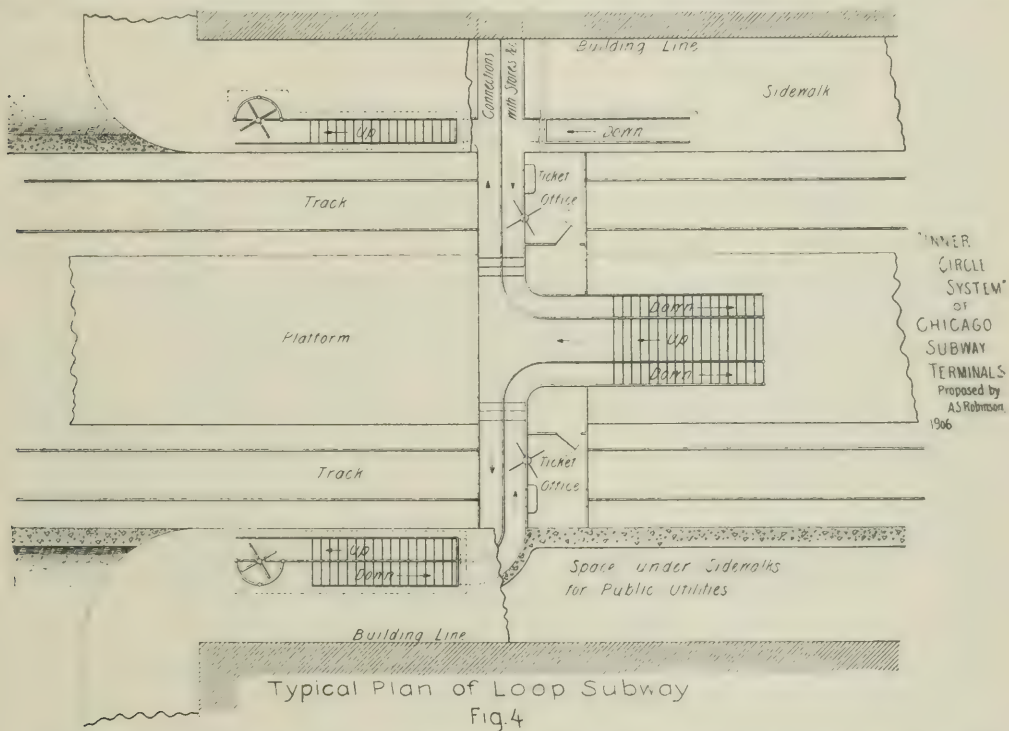 Building Line
Connections
with Stores &c.
Sidewalk
Up
Down
Ticket
Office
Track
"INNER
CIRCLE
SYSTEM"
OF
CHICAGO
SUBWAY
TERMINALS
Proposed by
A S Robinson
1906
Platform
Down
Up
Down
Track
Ticket
Office
Up
Down
Space under Sidewalks
for Public Utilities
Building Line
Typical Plan of Loop Subway
Fig. 4